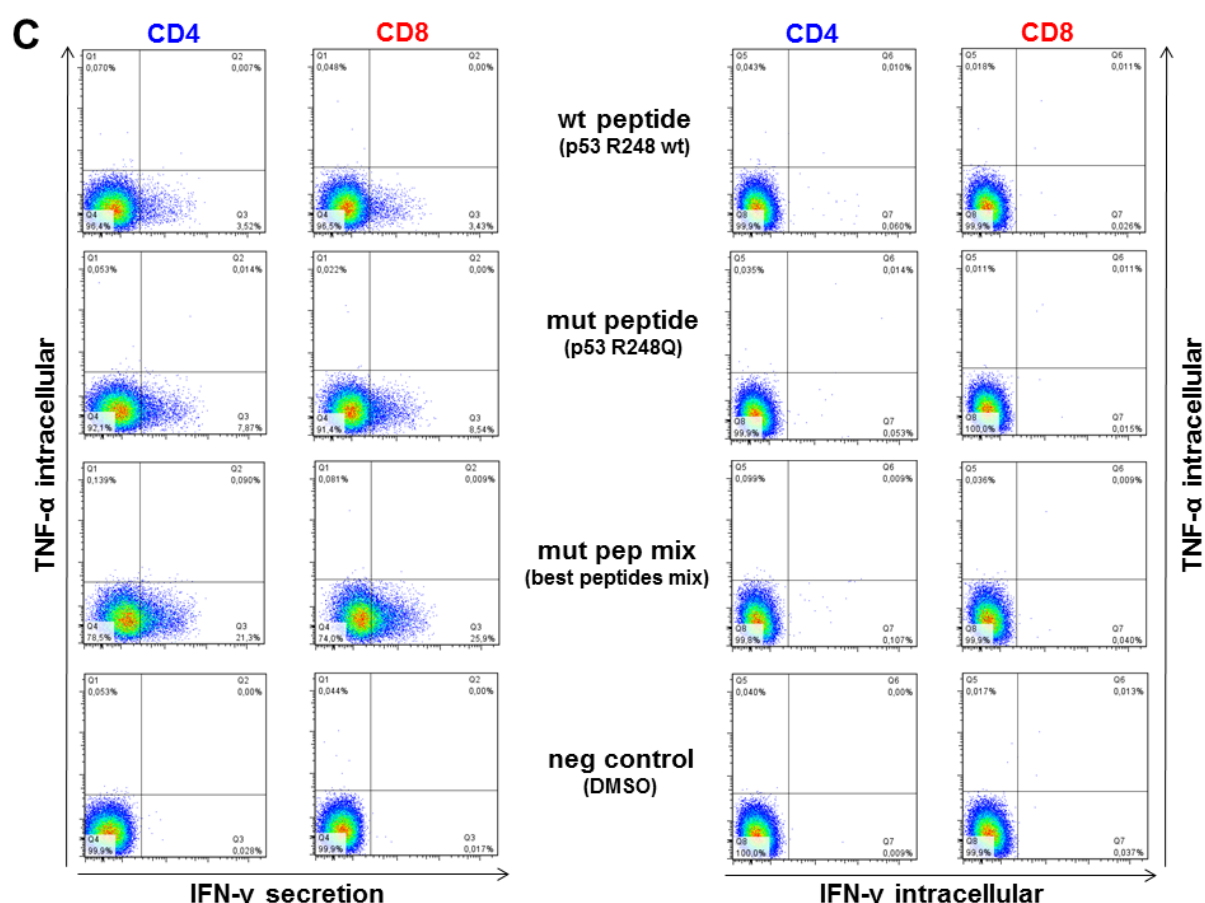 C
CD4
CD8
CD4
CD8
TNF-α intracellular
Q1
0,070%
Q2
0,007%
Q4
96,4%
Q3
3,52%
Q1
0,048%
Q2
0,00%
Q4
96,5%
Q3
3,43%
wt peptide
(p53 R248 wt)
Q5
0,043%
Q6
0,010%
Q8
99,9%
Q7
0,060%
Q5
0,018%
Q6
0,011%
Q8
99,9%
Q7
0,026%
Q1
0,053%
Q2
0,014%
Q4
92,1%
Q3
7,87%
Q1
0,022%
Q2
0,00%
Q4
91,4%
Q3
8,54%
mut peptide
(p53 R248Q)
Q5
0,035%
Q6
0,014%
Q8
99,9%
Q7
0,053%
Q5
0,011%
Q6
0,011%
Q8
100,0%
Q7
0,015%
Q1
0,139%
Q2
0,090%
Q4
78,5%
Q3
21,3%
Q1
0,081%
Q2
0,009%
Q4
74,0%
Q3
25,9%
mut pep mix
(best peptides mix)
Q5
0,099%
Q6
0,009%
Q8
99,8%
Q7
0,107%
Q5
0,036%
Q6
0,009%
Q8
99,9%
Q7
0,040%
Q1
0,053%
Q2
0,00%
Q4
99,9%
Q3
0,028%
Q1
0,044%
Q2
0,00%
Q4
99,9%
Q3
0,017%
neg control
(DMSO)
Q5
0,040%
Q6
0,00%
Q8
100,0%
Q7
0,009%
Q5
0,017%
Q6
0,013%
Q8
99,9%
Q7
0,037%
TNF-α intracellular
IFN-γ secretion
IFN-γ intracellular